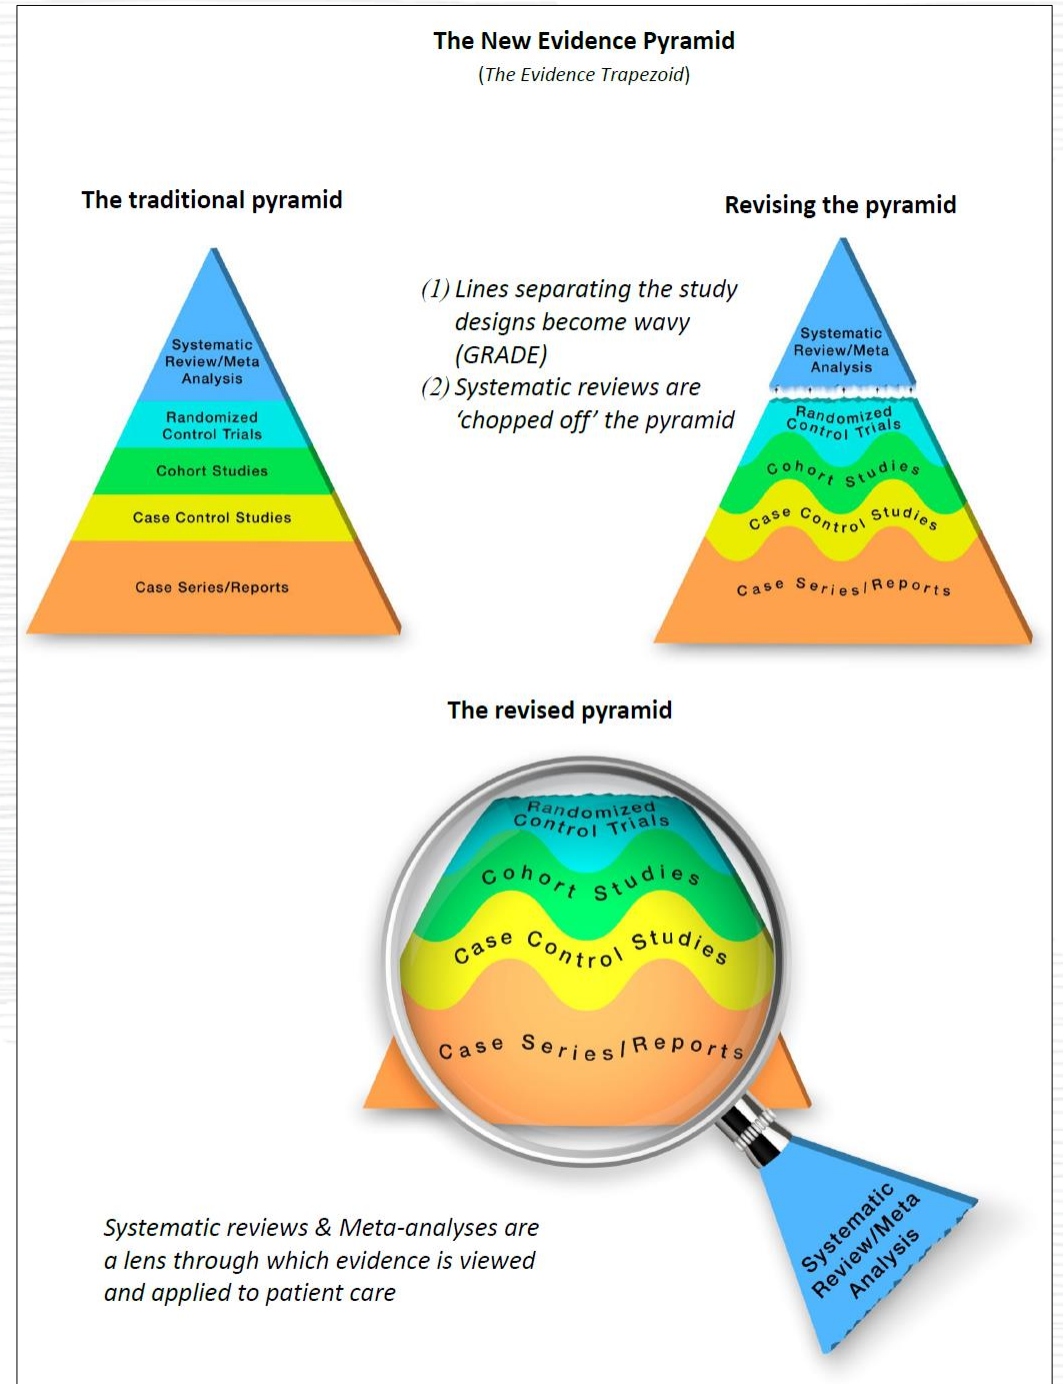 The New Evidence Pyramid
(The Evidence Trapezoid)
The traditional pyramid
Systematic
Review/Meta
Analysis
Randomized
Control Trials
Cohort Studies
Case Control Studies
Case Series/Reports
(1) Lines separating the study
designs become wavy
(GRADE)
(2) Systematic reviews are
‘chopped off’ the pyramid
Revising the pyramid
Systematic
Review/Meta
Analysis
Randomized
Control Trials
Cohort Studies
Case Control Studies
Case Series/Reports
The revised pyramid
Randomized
Control Trials
Cohort Studies
Case Control Studies
Case Series/Reports
Systematic
Review/Meta
Analysis
Systematic reviews & Meta-analyses are
a lens through which evidence is viewed
and applied to patient care